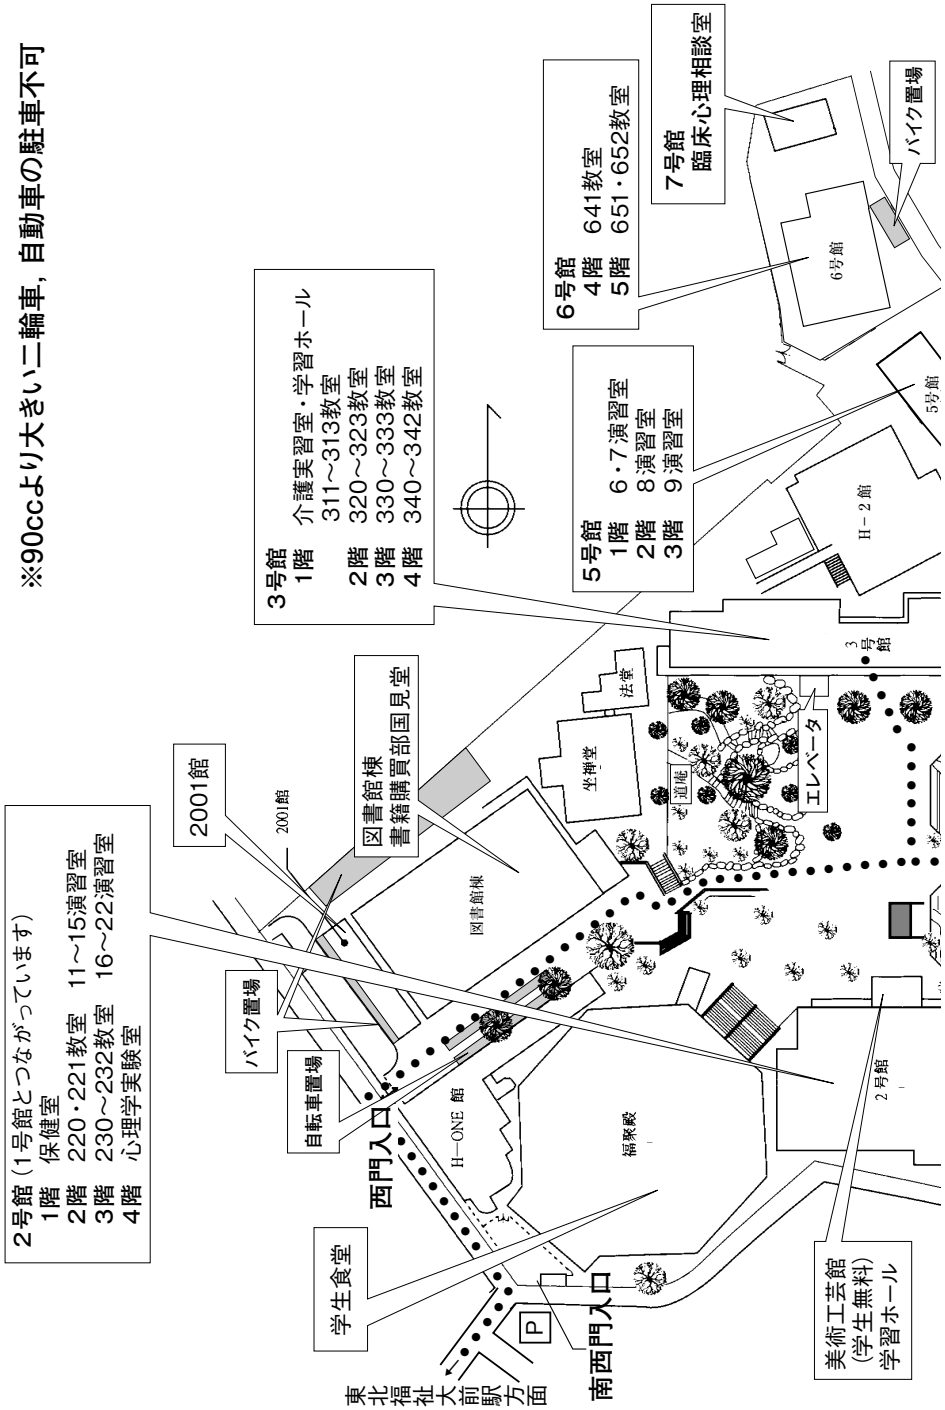 ※90ccより大きい二輪車, 自動車の駐車不可
2号館 (1号館とつながっています)
1階 保健室
2階 220・221教室 11～15演習室
3階 230～232教室 16～22演習室
4階 心理学実験室
2001館
2001館
バイク置場
自転車置場
西門入口
学生食堂
東北福祉大前駅方面
P
南西門入口
H－ONE 館
福聚殿
図書館棟
書籍購買部国見堂
図書館棟
3号館
1階 介護実習室・学習ホール
311～313教室
2階 320～323教室
3階 330～333教室
4階 340～342教室
坐禅堂
法堂
道庵
エレベータ
3号館
2号館
美術工芸館
(学生無料)
学習ホール
5号館
1階 6・7演習室
2階 8演習室
3階 9演習室
H－2館
5号館
6号館
4階 641教室
5階 651・652教室
6号館
7号館
臨床心理相談室
バイク置場